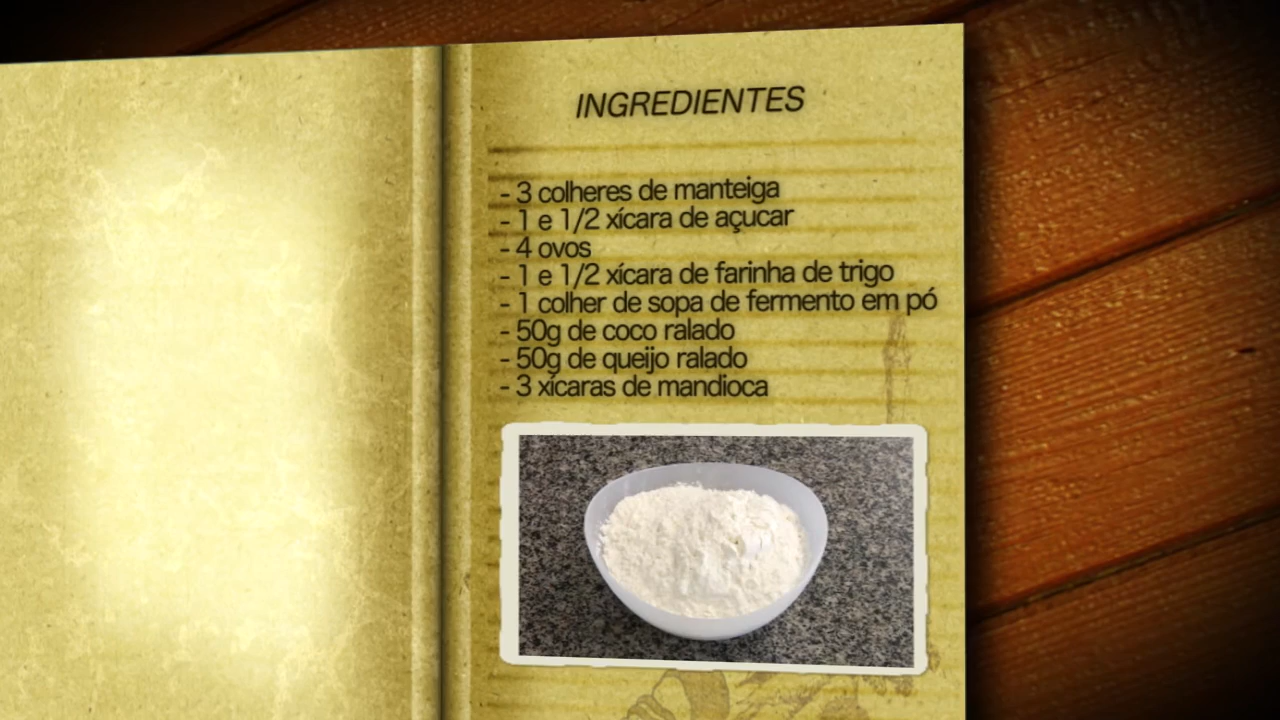 INGREDIENTES
- 3 colheres de manteiga
- 1 e 1/2 xícara de açucar
- 4 ovos
- 1 e 1/2 xícara de farinha de trigo
- 1 colher de sopa de fermento em pó
- 50g de coco ralado
- 50g de queijo ralado
- 3 xícaras de mandioca